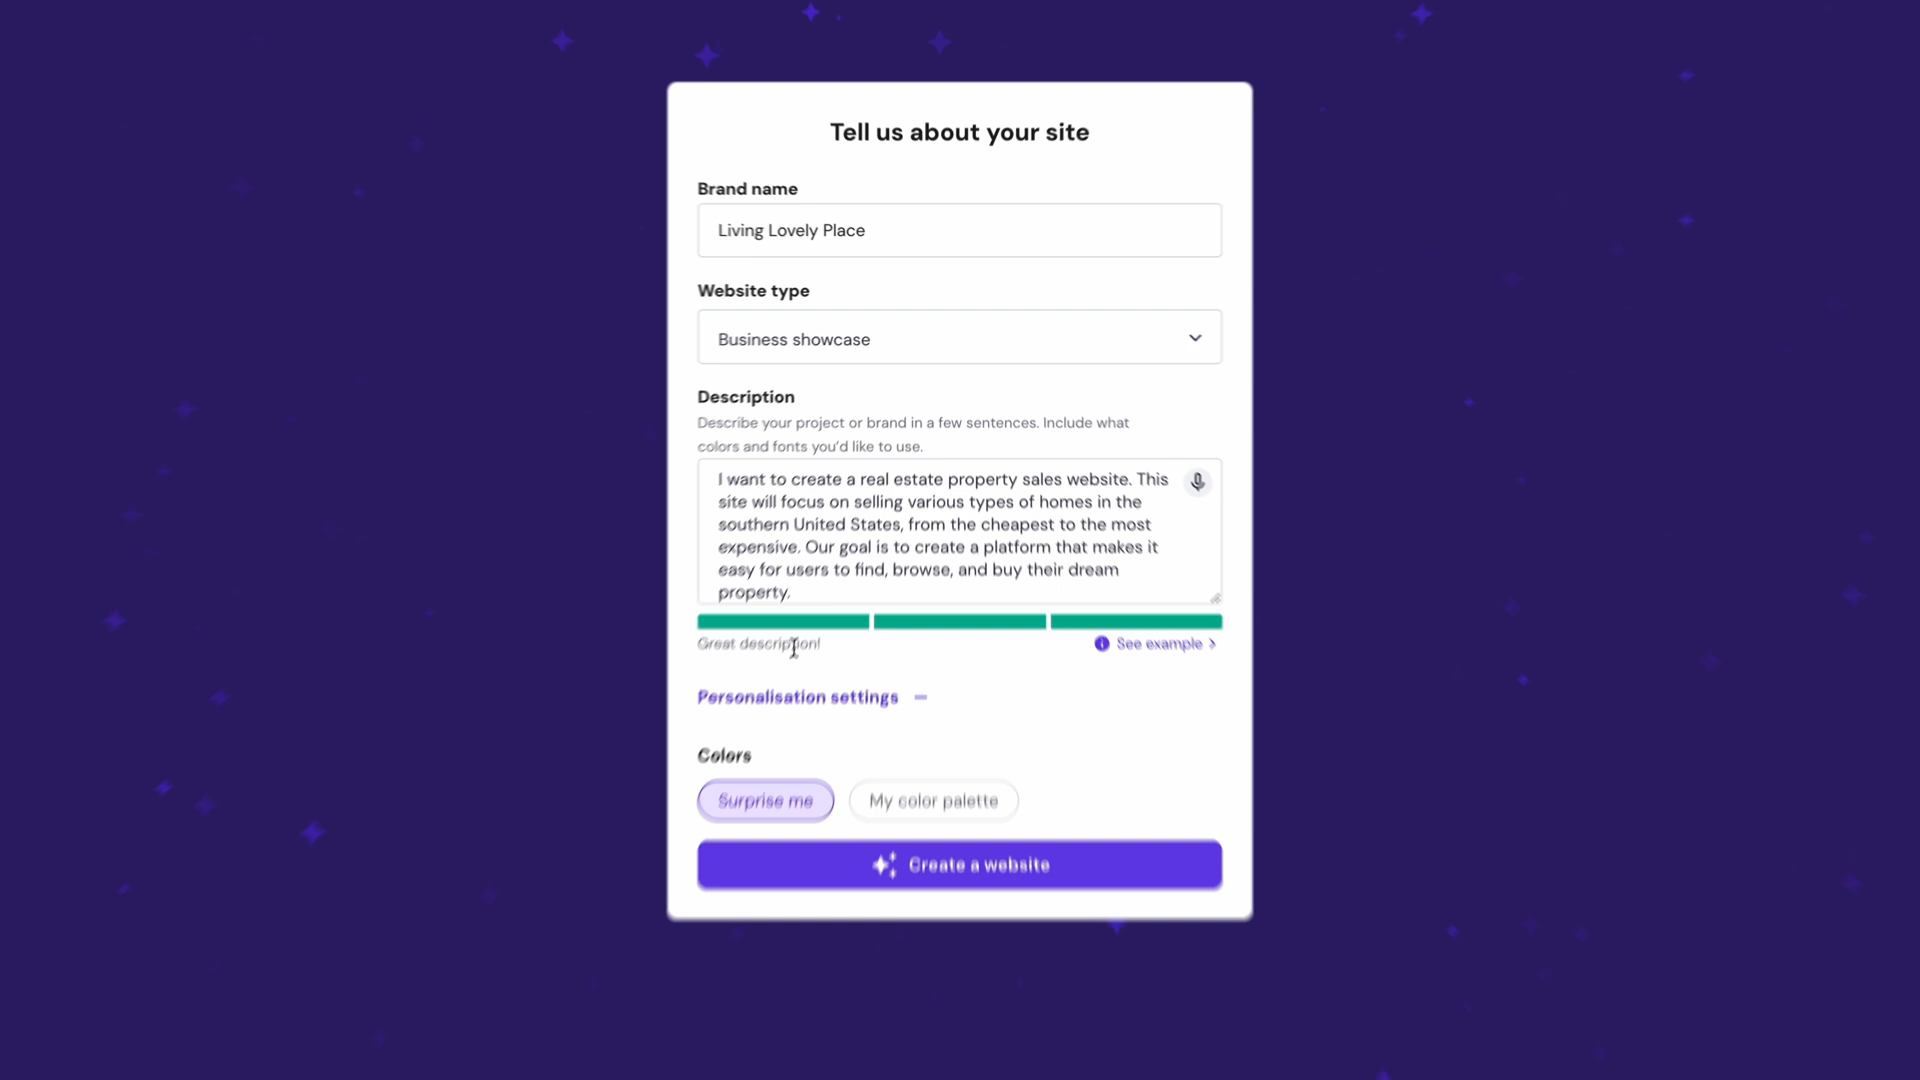 Tell us about your site
Brand name
Living Lovely Place
Website type
Business showcase
Description
Describe your project or brand in a few sentences. Include what
colors and fonts you’d like to use.
I want to create a real estate property sales website. This
site will focus on selling various types of homes in the
southern United States, from the cheapest to the most
expensive. Our goal is to create a platform that makes it
easy for users to find, browse, and buy their dream
property.
Great description!
See example
Personalisation settings
Colors
Surprise me
My color palette
Create a website